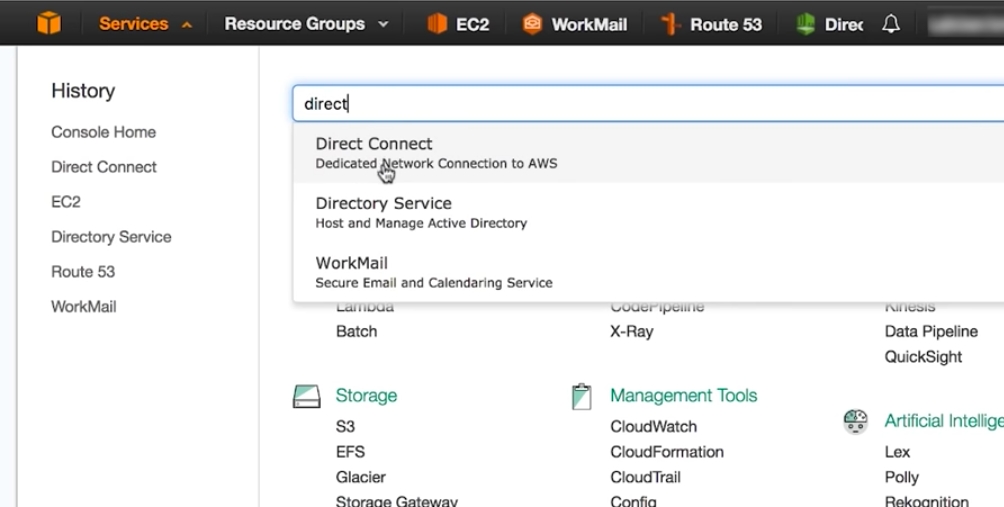 Services Resource Groups EC2 WorkMail Route 53 Direc
History
Console Home
Direct Connect
EC2
Directory Service
Route 53
WorkMail
direct
Direct Connect
Dedicated Network Connection to AWS
Directory Service
Host and Manage Active Directory
WorkMail
Secure Email and Calendaring Service
Lambda CodePipeline Kinesis
Batch X-Ray Data Pipeline
QuickSight
Storage
S3
EFS
Glacier
Storage Gateway
Management Tools
CloudWatch
CloudFormation
CloudTrail
Config
Artificial Intellige
Lex
Polly
Rekognition